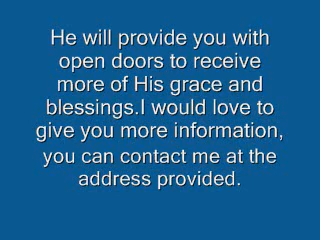 He will provide you with
open doors to receive
more of His grace and
blessings.I would love to
give you more information,
you can contact me at the
address provided.